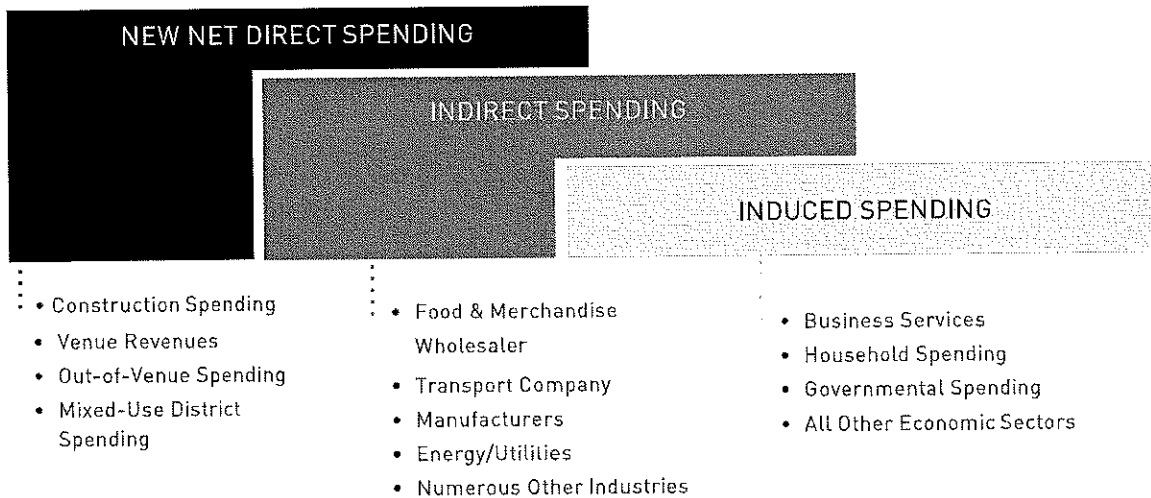 NEW NET DIRECT SPENDING
INDIRECT SPENDING
INDUCED SPENDING
• Construction Spending
• Venue Revenues
• Out-of-Venue Spending
• Mixed-Use District
Spending
• Food & Merchandise
Wholesaler
• Transport Company
• Manufacturers
• Energy/Utilities
• Numerous Other Industries
• Business Services
• Household Spending
• Governmental Spending
• All Other Economic Sectors